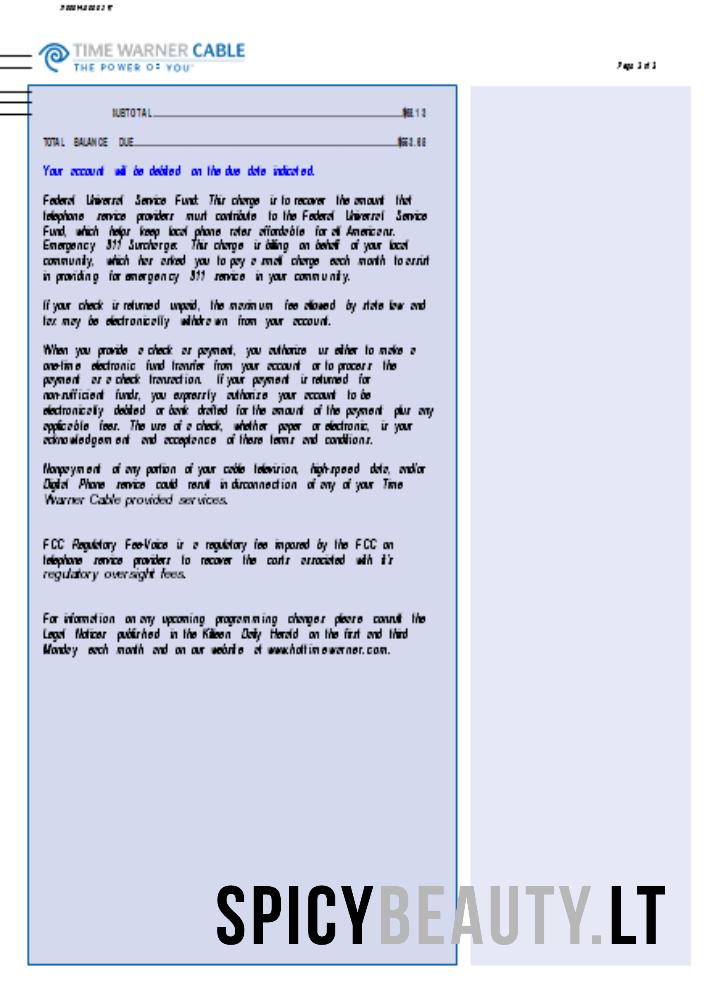 TIME WARNER CABLE
THE POWER OF YOU™
Page 3 of 3
SUBTOTAL
TOTAL BALANCE DUE
Your account will be debited on the due date indicated.
Federal Universal Service Fund: This charge is to recover the amount that
telephone service providers must contribute to the Federal Universal Service
Fund, which helps keep local phone rates affordable for all Americans.
Emergency 911 Surcharge: This charge is billing on behalf of your local
community, which has asked you to pay a small charge each month to assist
in providing for emergency 911 service in your community.
If your check is returned unpaid, the maximum fee allowed by state law and
tax may be electronically withdrawn from your account.
When you provide a check as payment, you authorize us either to make a
one-time electronic fund transfer from your account or to process the
payment as a check transaction. If your payment is returned for
non-sufficient funds, you expressly authorize your account to be
electronically debited or bank drafted for the amount of the payment plus any
applicable fees. The use of a check, whether paper or electronic, is your
acknowledgement and acceptance of these terms and conditions.
Nonpayment of any portion of your cable television, high-speed data, and/or
Digital Phone service could result in disconnection of any of your Time
Warner Cable provided services.
FCC Regulatory Fee-Voice is a regulatory fee imposed by the FCC on
telephone service providers to recover the costs associated with it's
regulatory oversight fees.
For information on any upcoming programming changes please consult the
Legal Notices published in the Killeen Daily Herald on the first and third
Monday each month and on our website at www.hottimewarner.com.
SPICYBEAUTY.LT